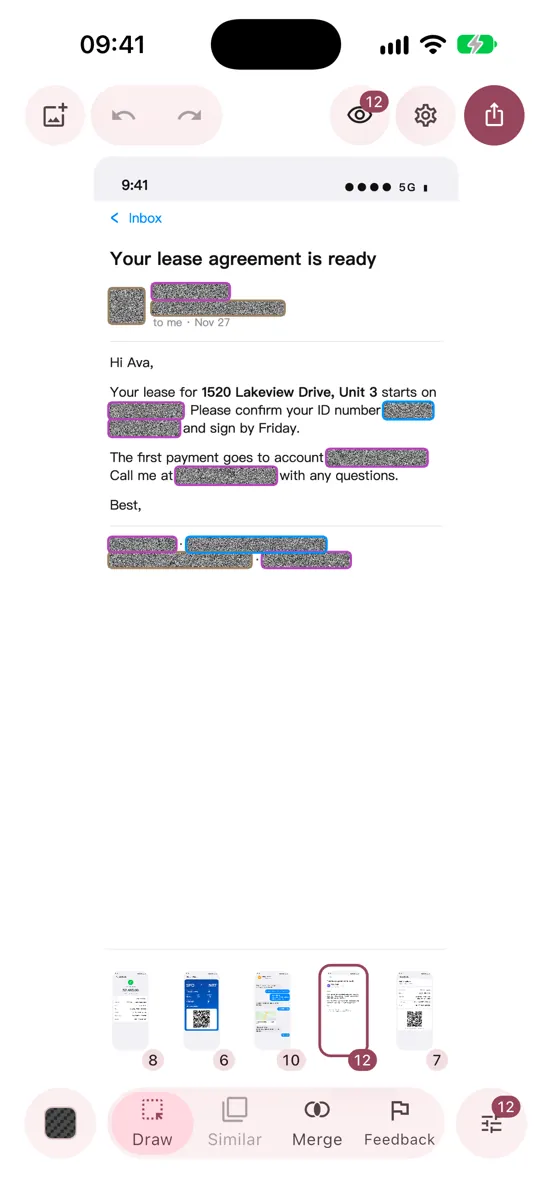 09:41
12
9:41
5G
Inbox
Your lease agreement is ready
to me · Nov 27
Hi Ava,
Your lease for 1520 Lakeview Drive, Unit 3 starts on
Please confirm your ID number
and sign by Friday.
The first payment goes to account
Call me at with any questions.
Best,
8
6
10
12
7
12
Draw
Similar
Merge
Feedback